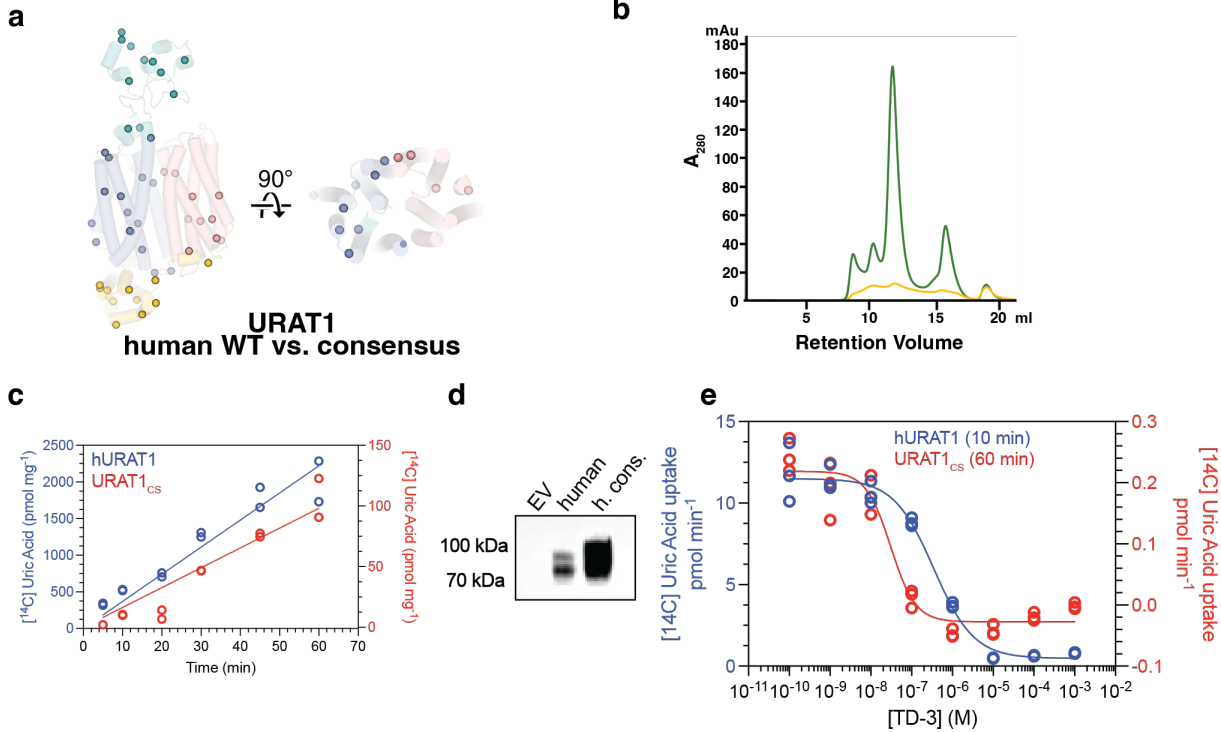 a
90°
URAT1
human WT vs. consensus
b
mAu
180
160
140
120
100
80
60
40
20
0
A280
5 10 15 20 ml
Retention Volume
c
[14C] Uric Acid (pmol mg-1)
2500
2000
1500
1000
500
0
hURAT1
URAT1CS
150
100
50
0
[14C] Uric Acid (pmol mg-1)
0 10 20 30 40 50 60 70
Time (min)
d
EV
human
h. cons.
100 kDa
70 kDa
e
[14C] Uric Acid uptake
pmol min-1
15
10
5
0
hURAT1 (10 min)
URAT1CS (60 min)
0.3
0.2
0.1
0.0
-0.1
[14C] Uric Acid uptake
pmol min-1
10-11 10-10 10-9 10-8 10-7 10-6 10-5 10-4 10-3 10-2
[TD-3] (M)